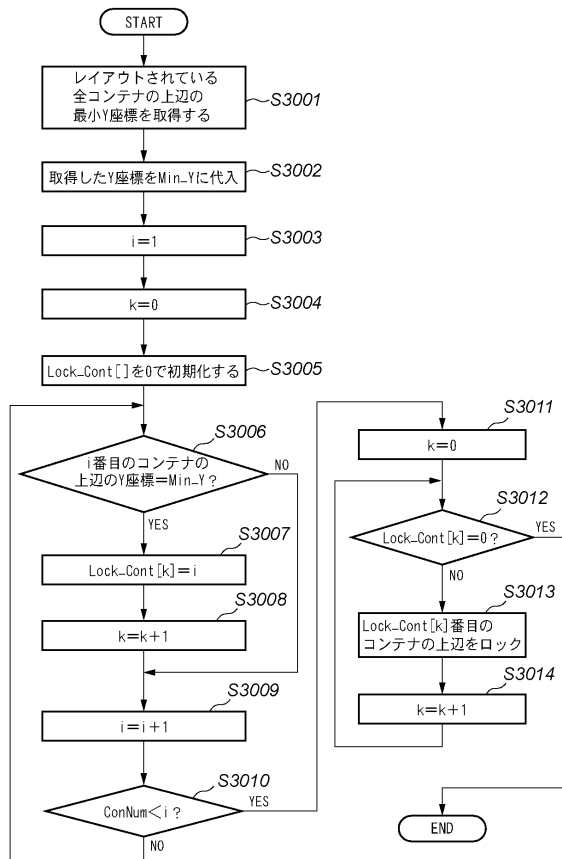 START
レイアウトされている
全コンテナの上辺の
最小Y座標を取得する
S3001
取得したY座標をMin_Yに代入
S3002
i=1
S3003
k=0
S3004
Lock_Cont[]を0で初期化する
S3005
S3006
i番目のコンテナの
上辺のY座標=Min_Y?
NO
YES
S3007
Lock_Cont[k]=i
S3008
k=k+1
S3009
i=i+1
S3010
ConNum<i?
YES
NO
S3011
k=0
S3012
Lock_Cont[k]=0?
YES
NO
S3013
Lock_Cont[k]番目の
コンテナの上辺をロック
S3014
k=k+1
END